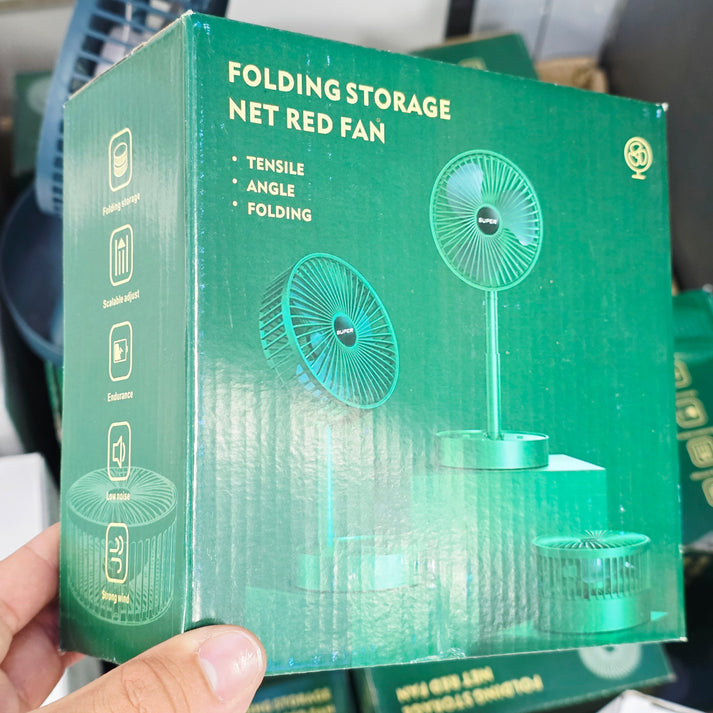 FOLDING STORAGE
NET RED FAN
• TENSILE
• ANGLE
• FOLDING
SUPER
SUPER
Folding storage
Scalable adjust
Endurance
Low noise
Strong wind
FOLDING STORAGE
NET RED FAN